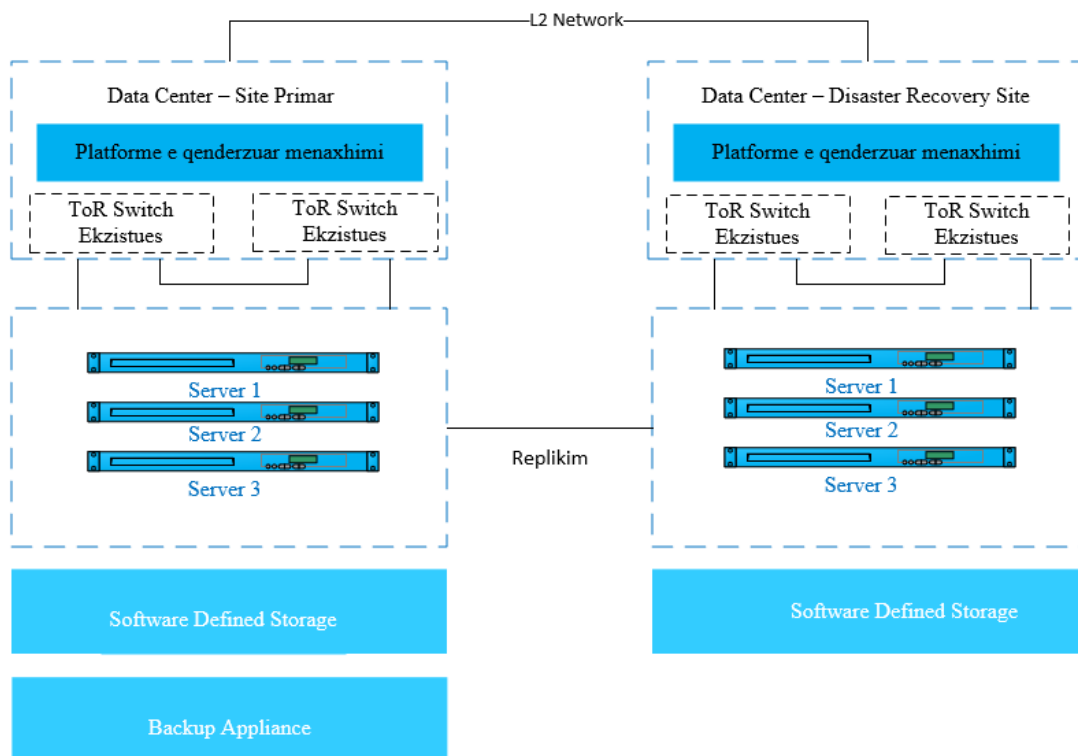 L2 Network
Data Center – Site Primar
Platforme e qenderzuar menaxhimi
ToR Switch
Ekzistues
ToR Switch
Ekzistues
Server 1
Server 2
Server 3
Software Defined Storage
Backup Appliance
Replikim
Data Center – Disaster Recovery Site
Platforme e qenderzuar menaxhimi
ToR Switch
Ekzistues
ToR Switch
Ekzistues
Server 1
Server 2
Server 3
Software Defined Storage